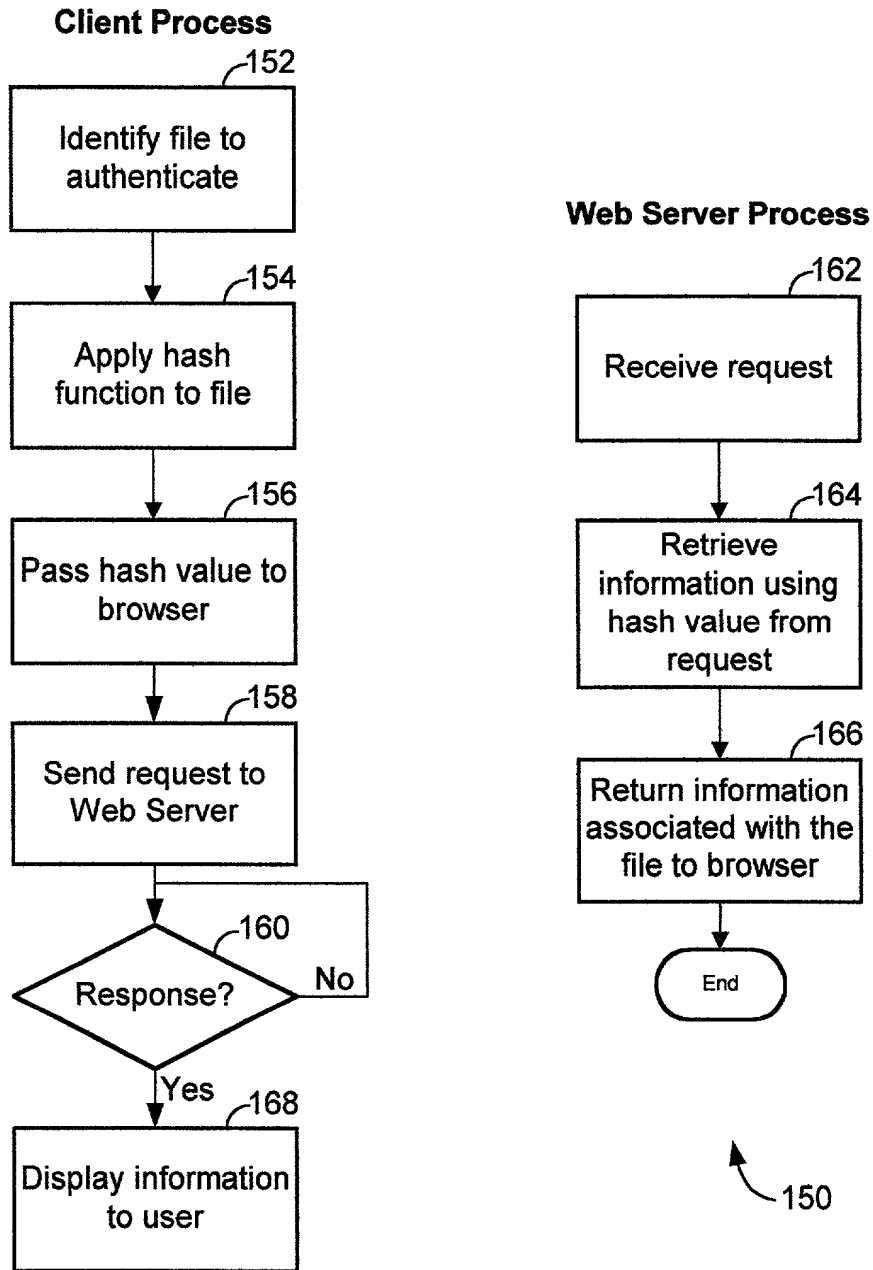 Client Process
152
Identify file to
authenticate
154
Apply hash
function to file
156
Pass hash value to
browser
158
Send request to
Web Server
160
Response?
No
Yes
168
Display information
to user
Web Server Process
162
Receive request
164
Retrieve
information using
hash value from
request
166
Return information
associated with the
file to browser
End
150